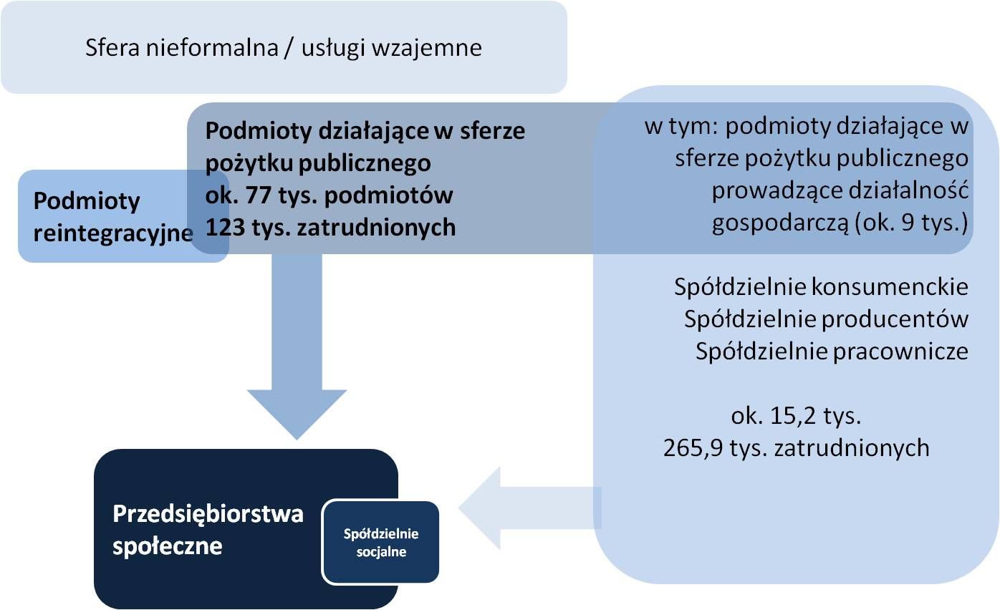 Sfera nieformalna / usługi wzajemne
Podmioty działające w sferze
pożytku publicznego
ok. 77 tys. podmiotów
123 tys. zatrudnionych
w tym: podmioty działające w
sferze pożytku publicznego
prowadzące działalność
gospodarczą (ok. 9 tys.)
Podmioty
reintegracyjne
Spółdzielnie konsumenckie
Spółdzielnie producentów
Spółdzielnie pracownicze
ok. 15,2 tys.
265,9 tys. zatrudnionych
Przedsiębiorstwa
społeczne
Spółdzielnie
socjalne